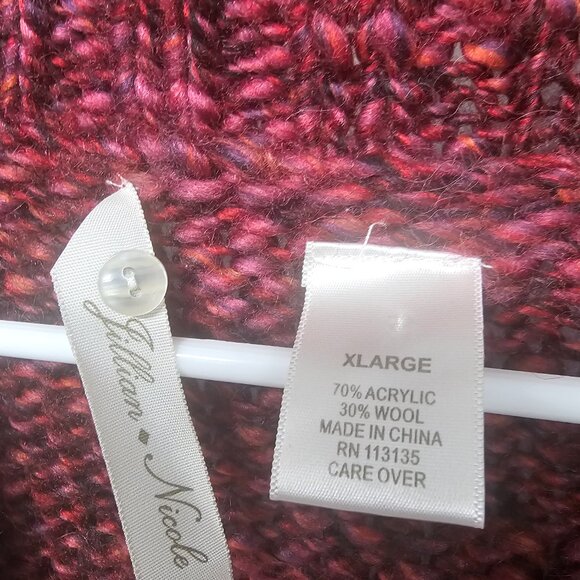 Jillian ◆ Nicole
XLARGE
70% ACRYLIC
30% WOOL
MADE IN CHINA
RN 113135
CARE OVER